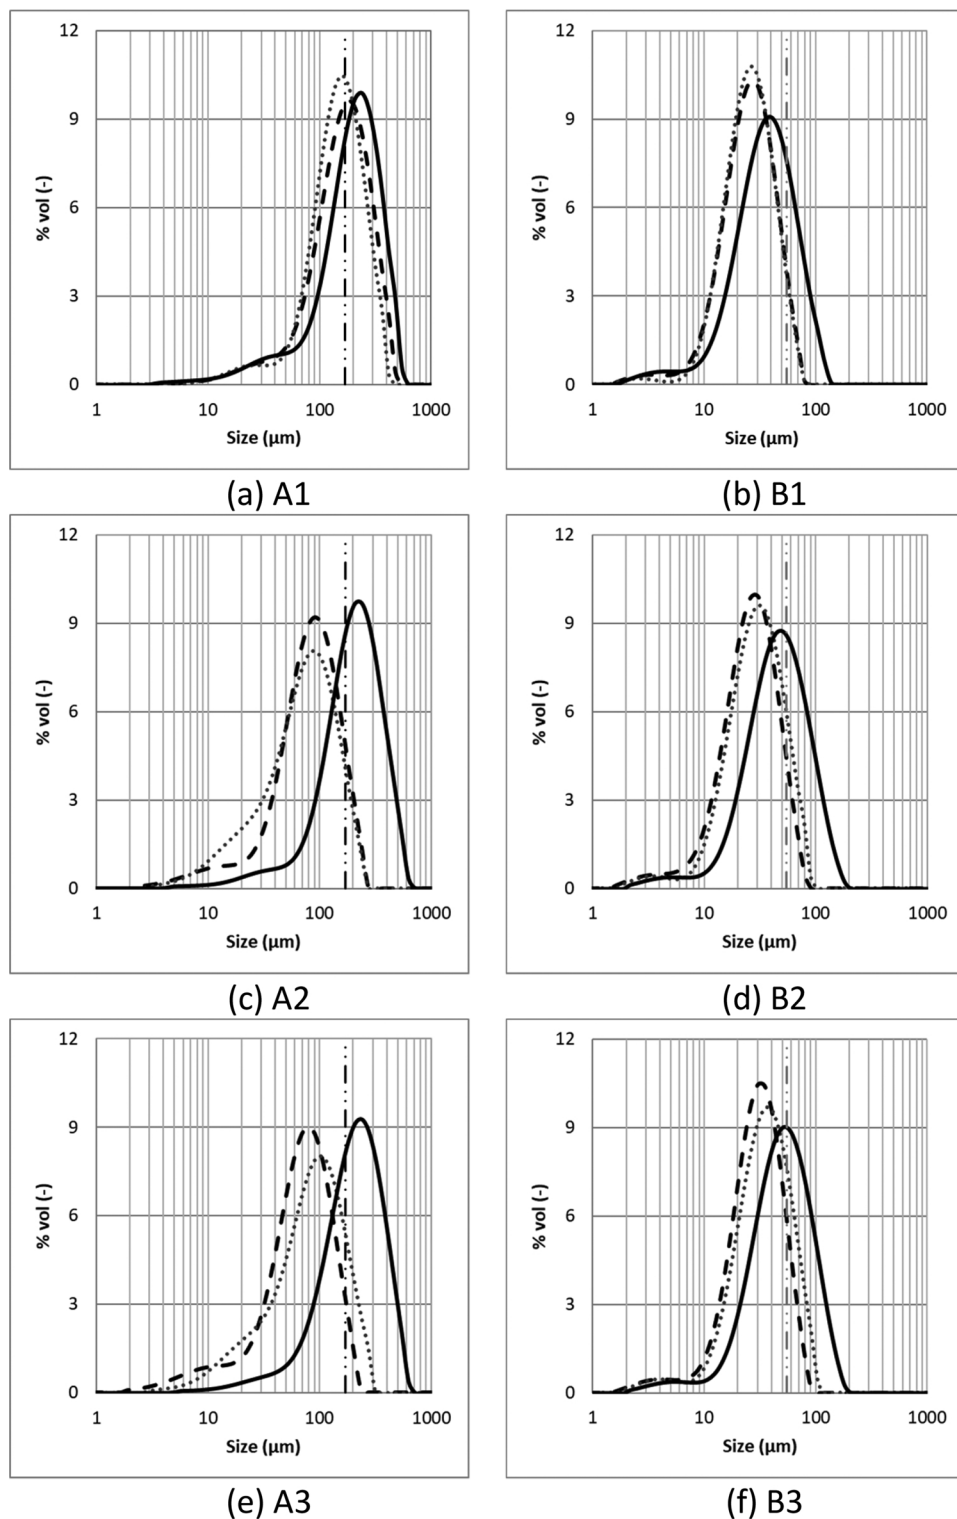 12
9
6
3
0
% vol (-)
1 10 100 1000
Size (µm)
(a) A1
12
9
6
3
0
% vol (-)
1 10 100 1000
Size (µm)
(b) B1
12
9
6
3
0
% vol (-)
1 10 100 1000
Size (µm)
(c) A2
12
9
6
3
0
% vol (-)
1 10 100 1000
Size (µm)
(d) B2
12
9
6
3
0
% vol (-)
1 10 100 1000
Size (µm)
(e) A3
12
9
6
3
0
% vol (-)
1 10 100 1000
Size (µm)
(f) B3